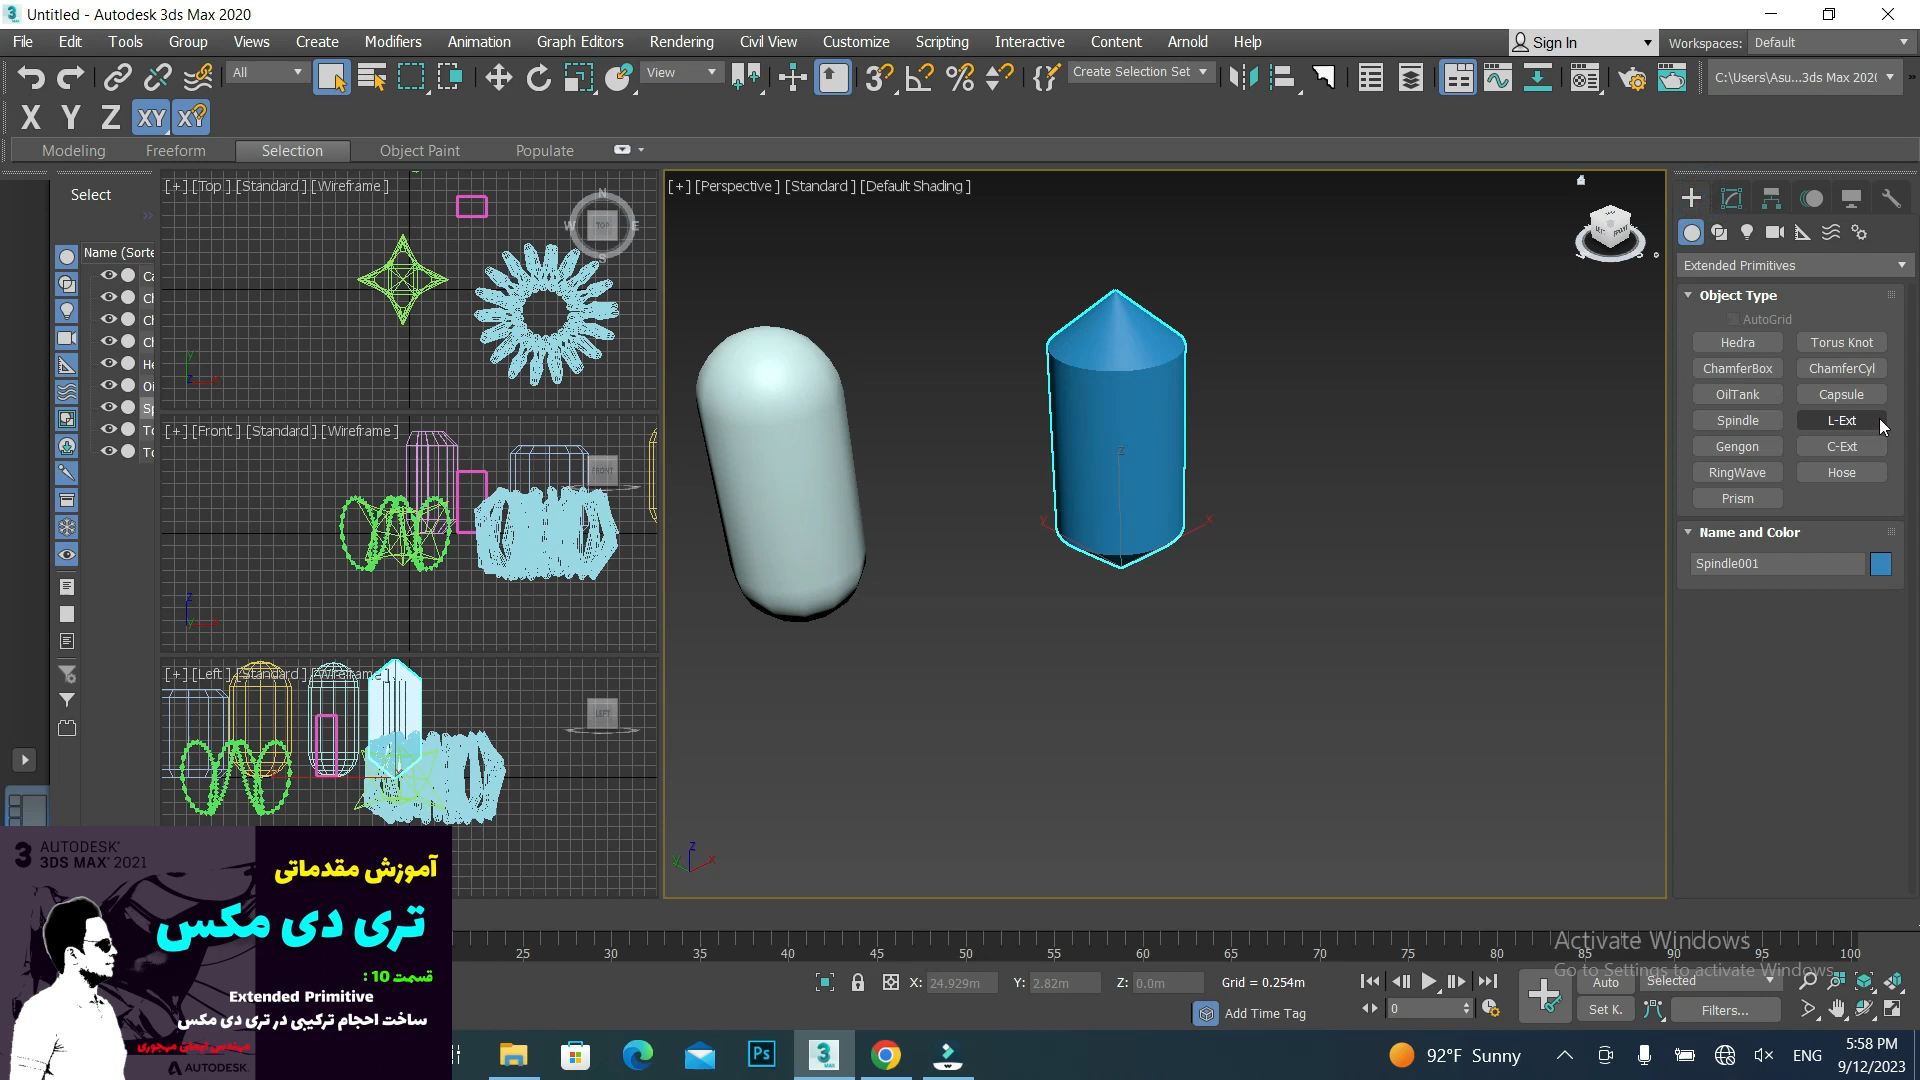 Untitled - Autodesk 3ds Max 2020
File Edit Tools Group Views Create Modifiers Animation Graph Editors Rendering Civil View Customize Scripting Interactive Content Arnold Help
Sign In
Workspaces: Default
All
View
Create Selection Set
C:\Users\Asu...3ds Max 202
X Y Z XY
Modeling Freeform Selection Object Paint Populate
Select
Name (Sorte
[+] [Top ] [Standard ] [Wireframe ]
N
W TOP E
S
[+] [Front ] [Standard ] [Wireframe ]
FRONT
[+] [Left ] [Standard ] [Wireframe ]
LEFT
[+] [Perspective ] [Standard ] [Default Shading ]
Extended Primitives
Object Type
AutoGrid
Hedra Torus Knot
ChamferBox ChamferCyl
OilTank Capsule
Spindle L-Ext
Gengon C-Ext
RingWave Hose
Prism
Name and Color
Spindle001
25 30 35 40 45 50 55 60 65 70 75 80 85 90 95 100
Activate Windows
Go to Settings to activate Windows.
X: 24.929m Y: 2.82m Z: 0.0m Grid = 0.254m
Add Time Tag
0
Auto Selected
Set K. Filters...
3 AUTODESK®
3DS MAX® 2021
آموزش مقدماتی
تری دی مکس
قسمت 10 :
Extended Primitive
ساخت احجام ترکیبی در تری دی مکس
AUTODESK.
Ps
3
MAX
92°F Sunny
ENG
5:58 PM
9/12/2023